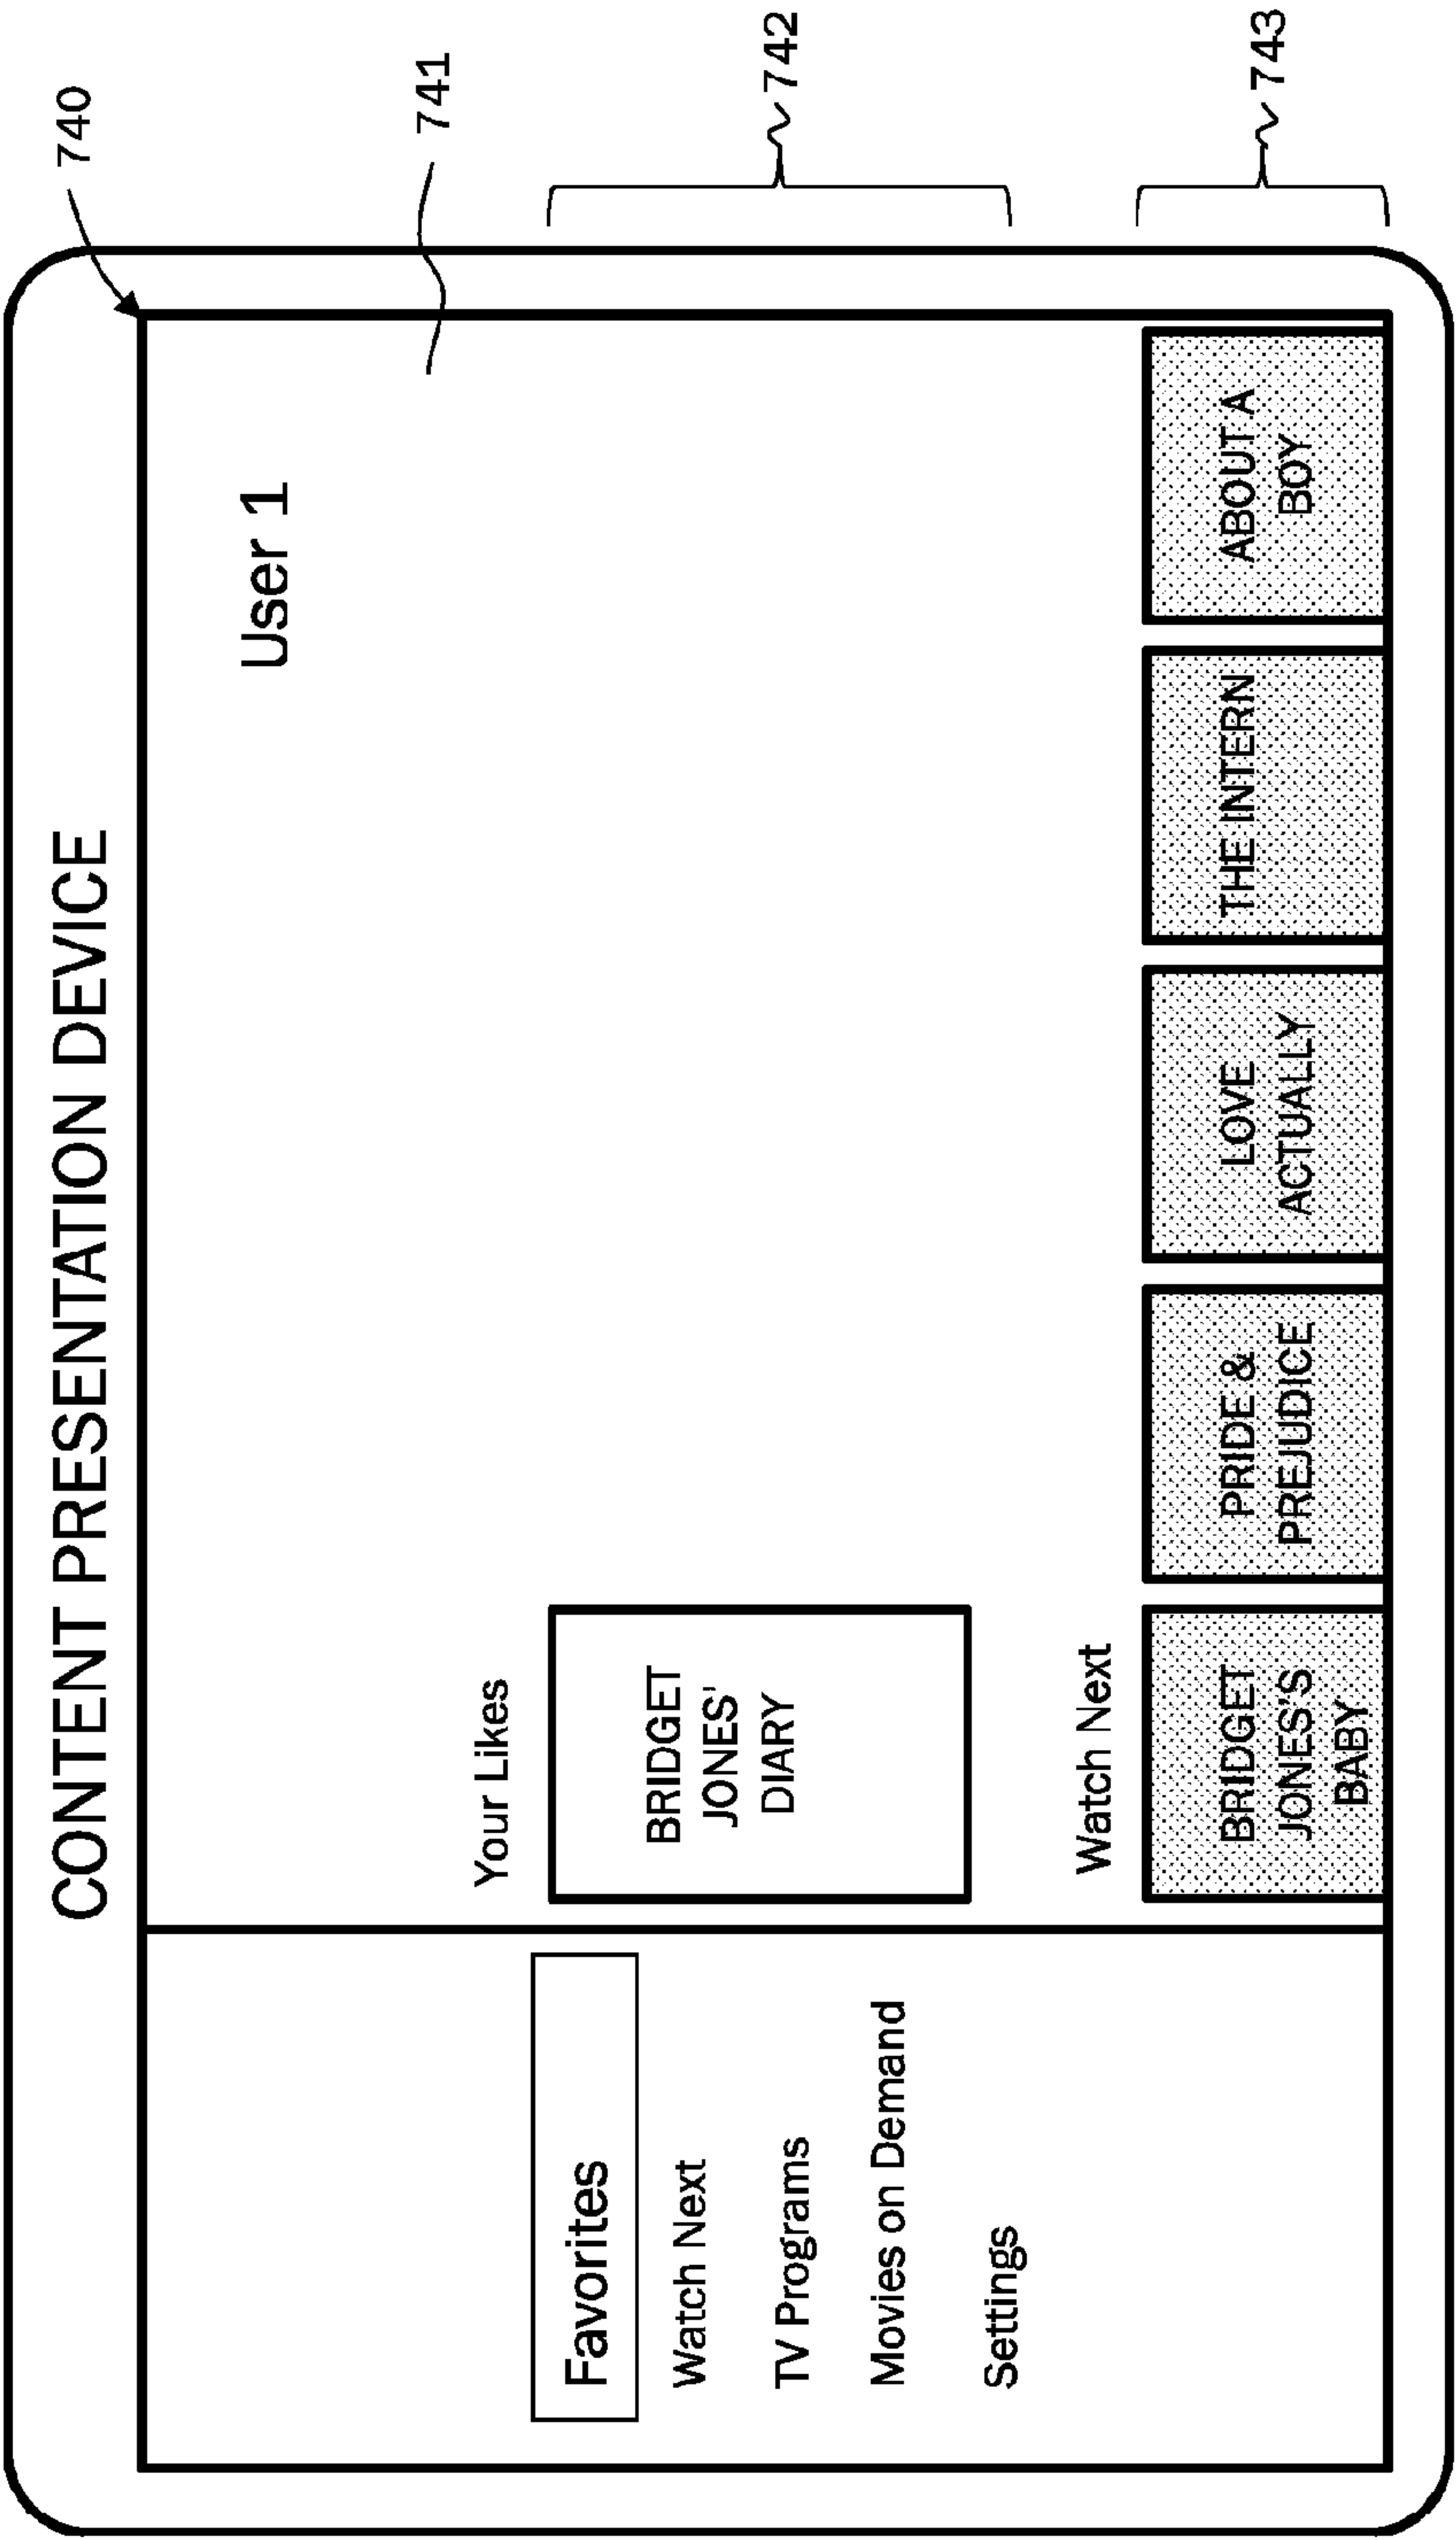 CONTENT PRESENTATION DEVICE
740
User 1
741
Favorites
Watch Next
TV Programs
Movies on Demand
Settings
Your Likes
BRIDGET
JONES'
DIARY
742
Watch Next
BRIDGET
JONES'S
BABY
PRIDE &
PREJUDICE
LOVE
ACTUALLY
THE INTERN
ABOUT A
BOY
743